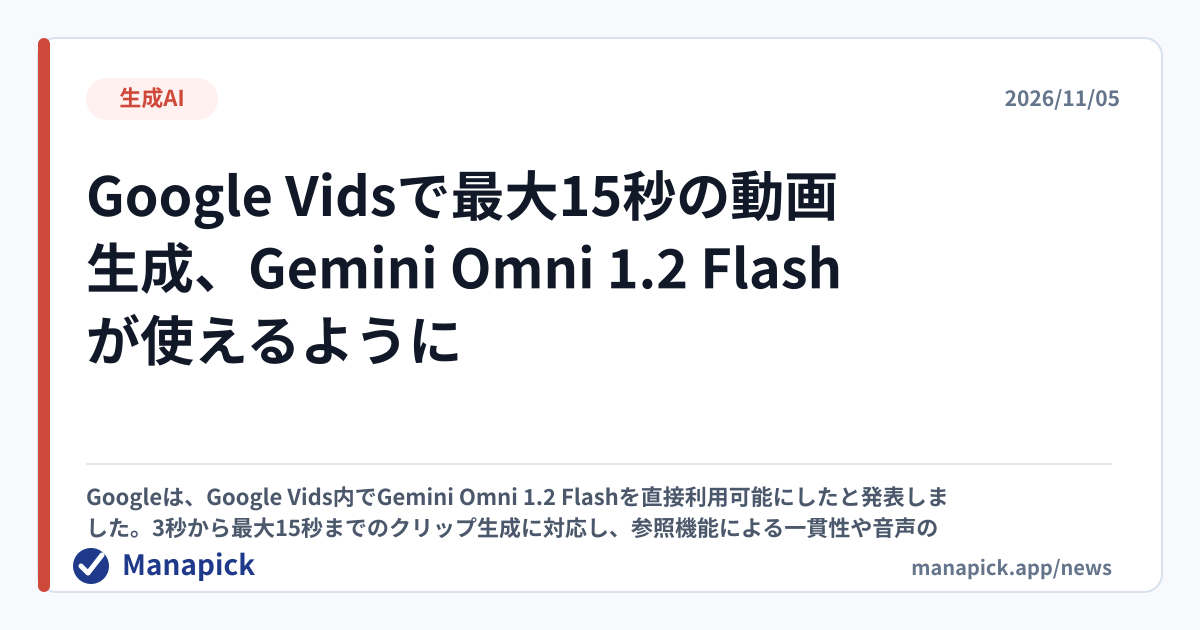 生成AI
2026/11/05
Google Vidsで最大15秒の動画
生成、Gemini Omni 1.2 Flash
が使えるように
Googleは、Google Vids内でGemini Omni 1.2 Flashを直接利用可能にしたと発表しま
した。3秒から最大15秒までのクリップ生成に対応し、参照機能による一貫性や音声の
Manapick
manapick.app/news